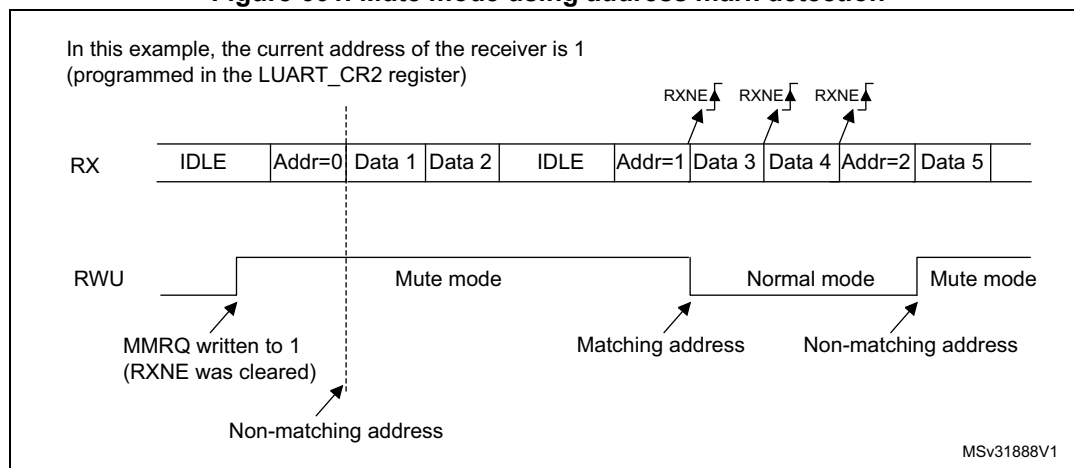 Figure Mute mode using address mark detection
In this example, the current address of the receiver is 1
(programmed in the LUART_CR2 register)
RXNE RXNE RXNE
RX IDLE Addr=0 Data 1 Data 2 IDLE Addr=1 Data 3 Data 4 Addr=2 Data 5
RWU Mute mode Normal mode Mute mode
MMRQ written to 1
(RXNE was cleared)
Matching address Non-matching address
Non-matching address
MSv31888V1